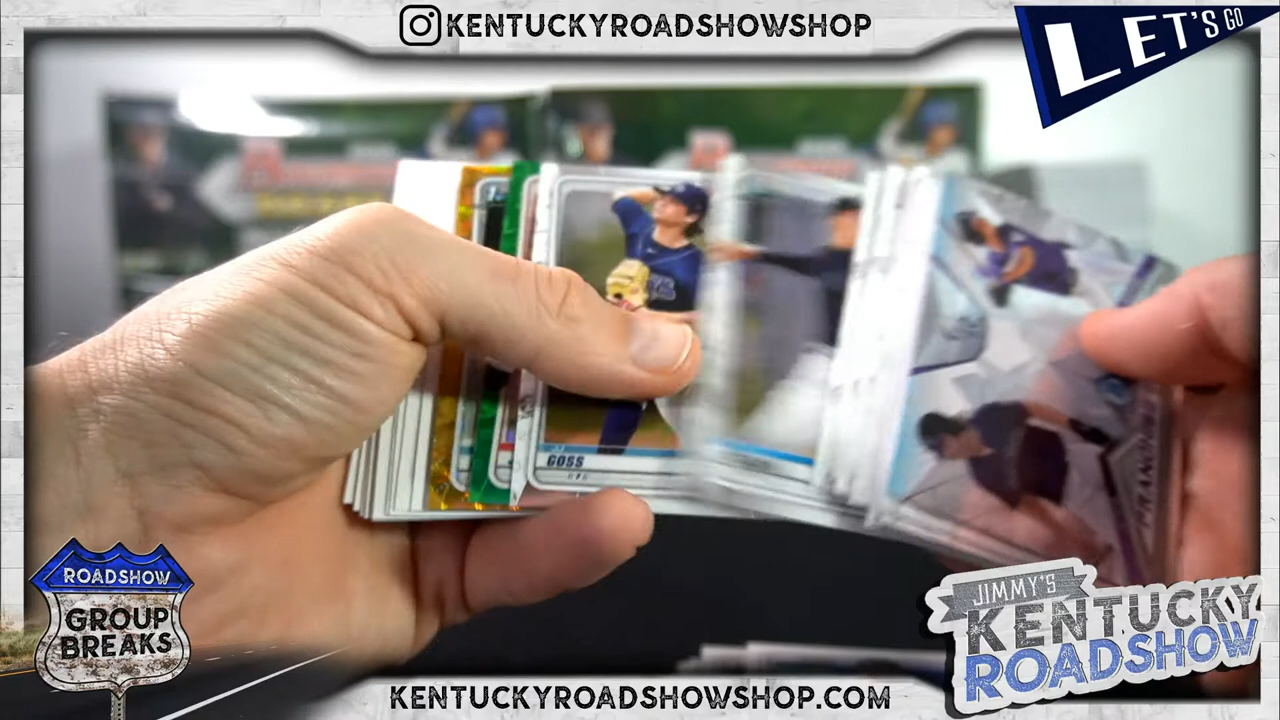 KENTUCKYROADSHOWSHOP
LET'S GO
GOSS
ROADSHOW
GROUP
BREAKS
JIMMY'S
KENTUCKY
ROADSHOW
KENTUCKYROADSHOWSHOP.COM